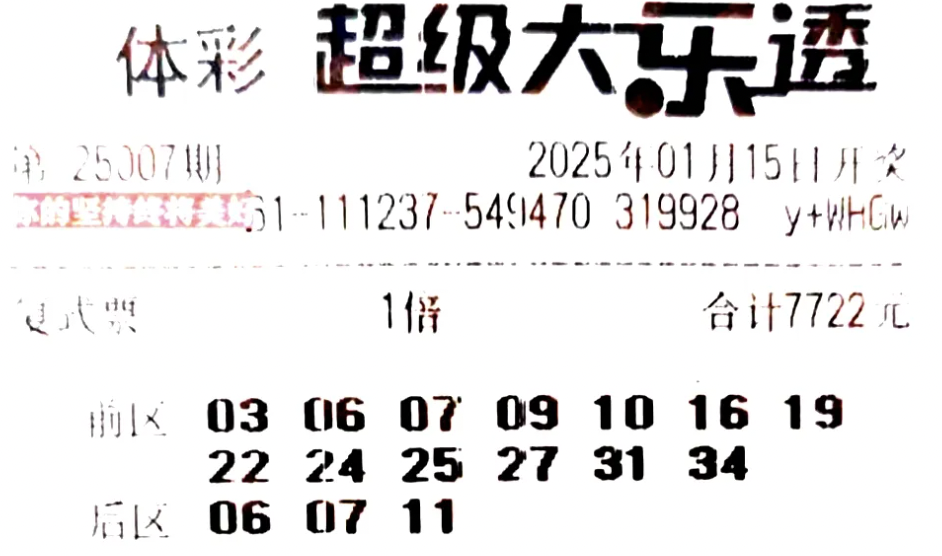 体彩 超级大乐透
第 25007期 2025年01月15日开奖
你的坚持终将美好 61-111237-549470 319928 y+WHGw
复式票 1倍 合计7722元
前区 03 06 07 09 10 16 19
22 24 25 27 31 34
后区 06 07 11